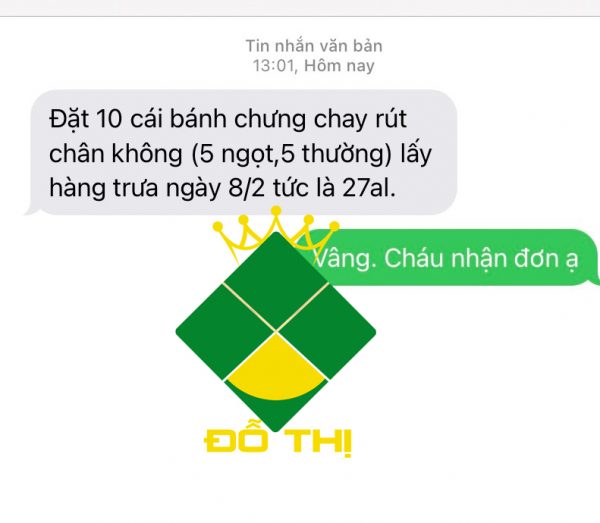 Tin nhắn văn bản
13:01, Hôm nay
Đặt 10 cái bánh chưng chay rút
chân không (5 ngọt,5 thường) lấy
hàng trưa ngày 8/2 tức là 27al.
Vâng. Cháu nhận đơn ạ
ĐỖ THỊ